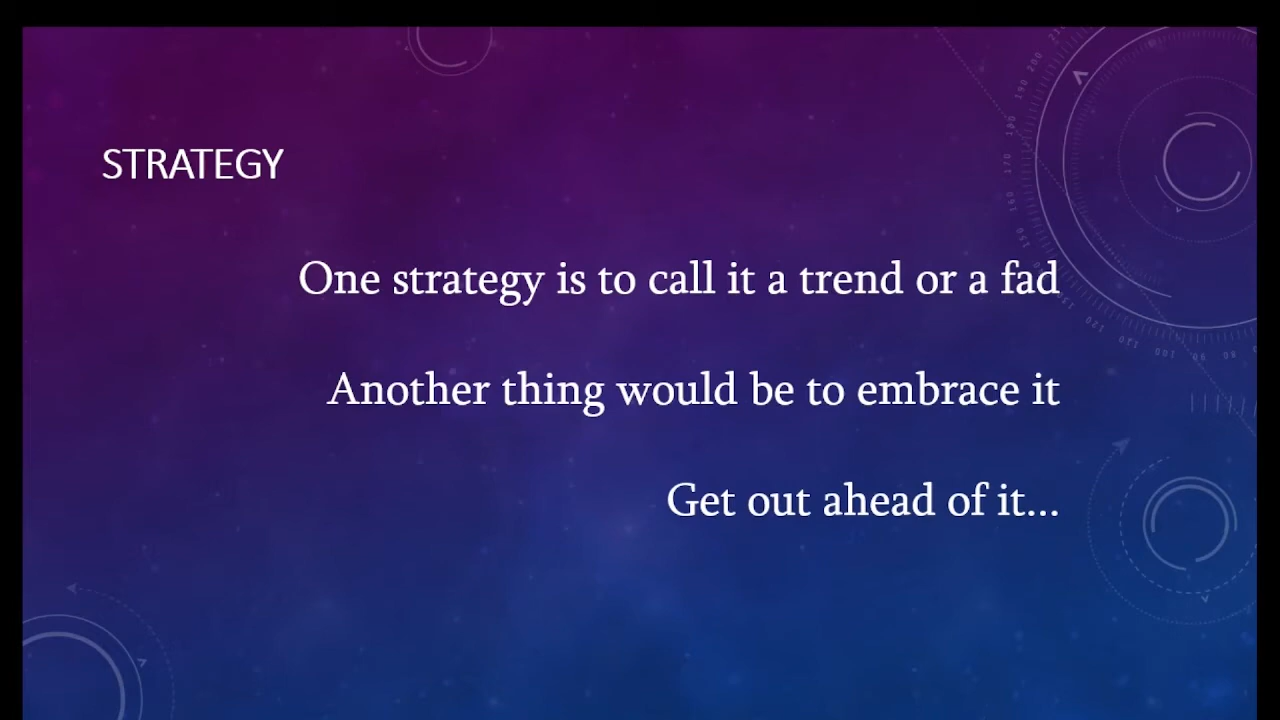 STRATEGY
One strategy is to call it a trend or a fad
Another thing would be to embrace it
Get out ahead of it...